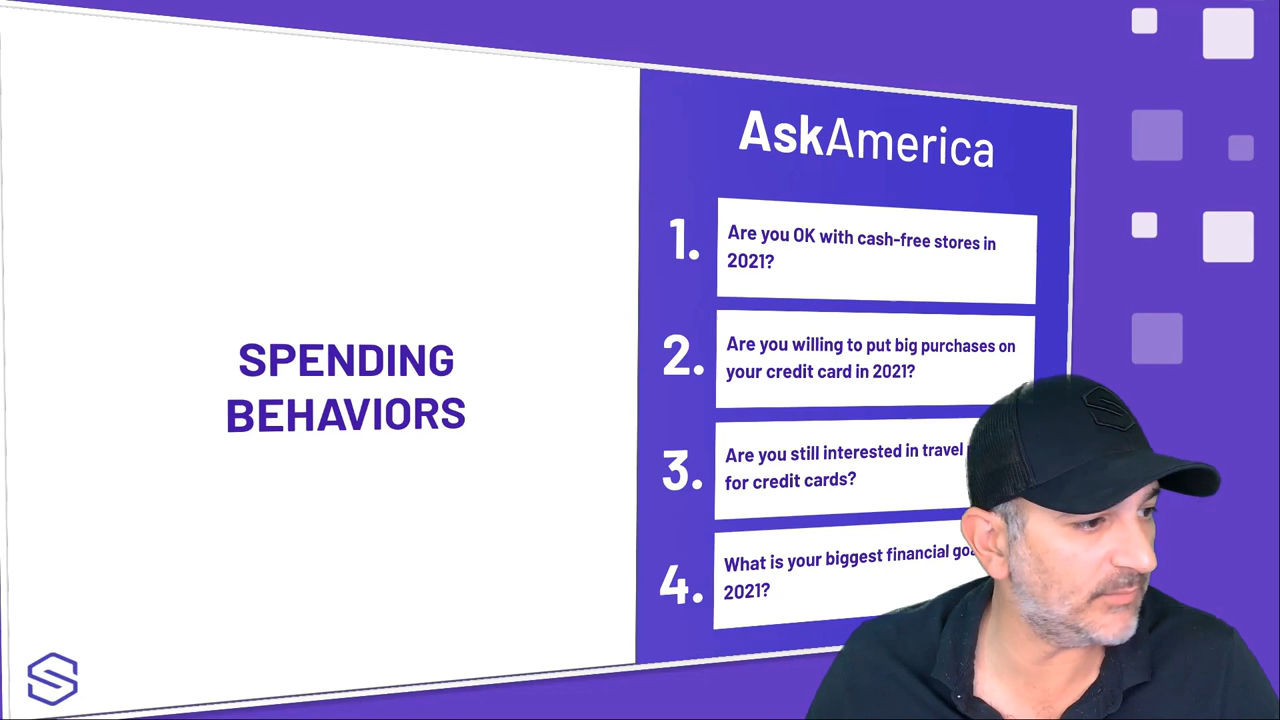 SPENDING
BEHAVIORS
AskAmerica
1.
Are you OK with cash-free stores in
2021?
2.
Are you willing to put big purchases on
your credit card in 2021?
3.
Are you still interested in travel
for credit cards?
4.
What is your biggest financial
2021?